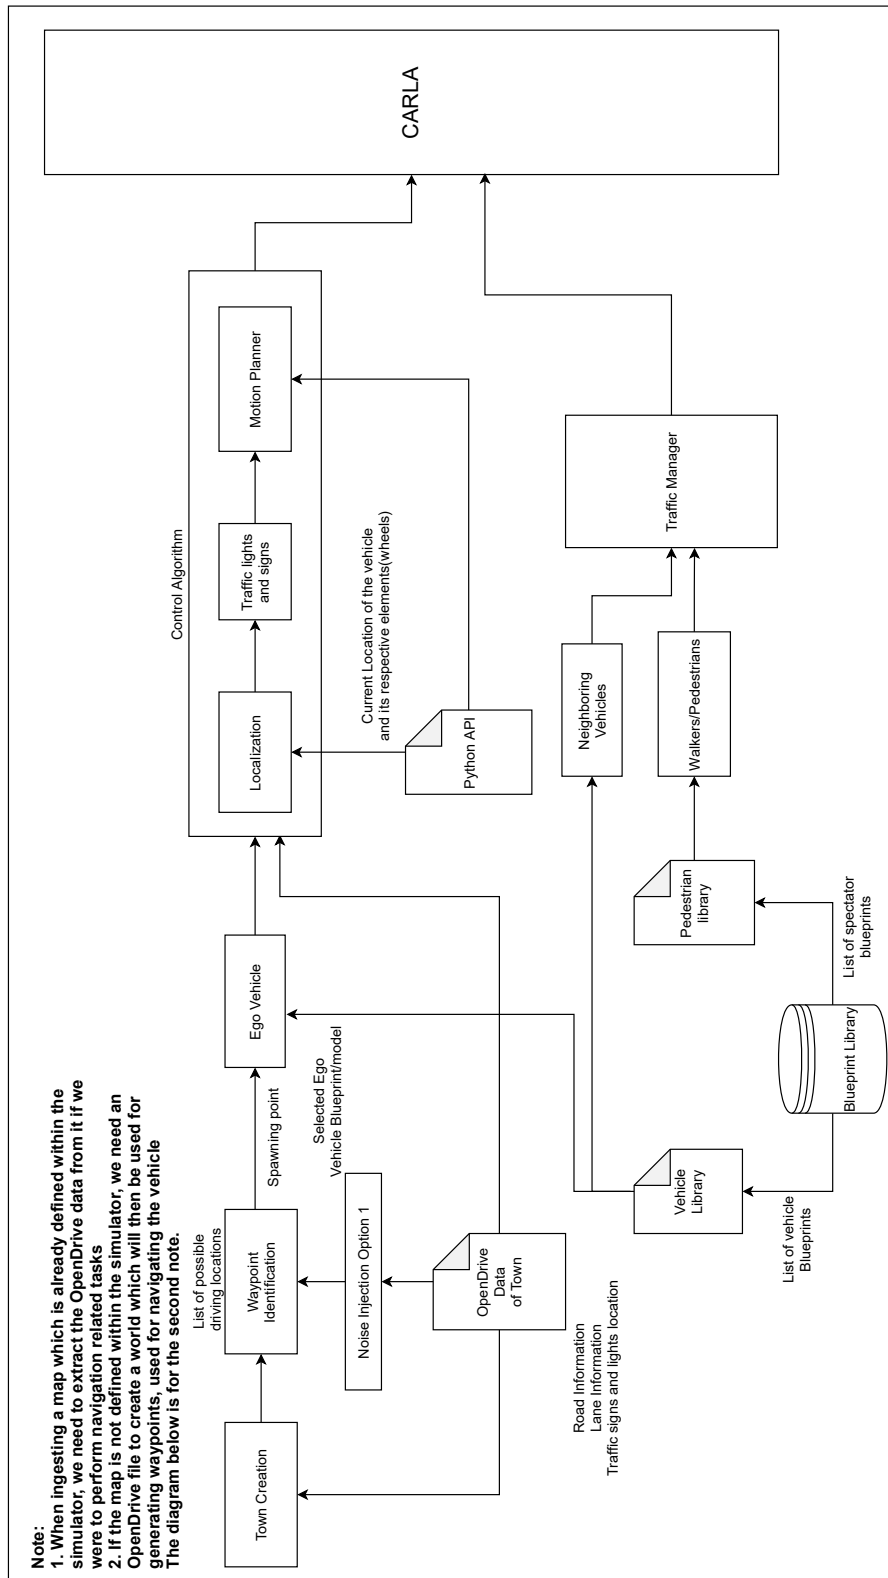 Note:
1. When ingesting a map which is already defined within the
simulator, we need to extract the OpenDrive data from it if we
were to perform navigation related tasks
2. If the map is not defined within the simulator, we need an
OpenDrive file to create a world which will then be used for
generating waypoints, used for navigating the vehicle
The diagram below is for the second note.
Town Creation
List of possible
driving locations
Waypoint
Identification
Spawning point
Ego Vehicle
Control Algorithm
Localization
Traffic lights
and signs
Motion Planner
CARLA
Noise Injection Option 1
Selected Ego
Vehicle Blueprint/model
Current Location of the vehicle
and its respective elements(wheels)
OpenDrive
Data
of Town
Python API
Road Information
Lane Information
Traffic signs and lights location
Neighboring
Vehicles
Traffic Manager
Walkers/Pedestrians
Vehicle
Library
Pedestrian
library
List of vehicle
Blueprints
Blueprint Library
List of spectator
blueprints